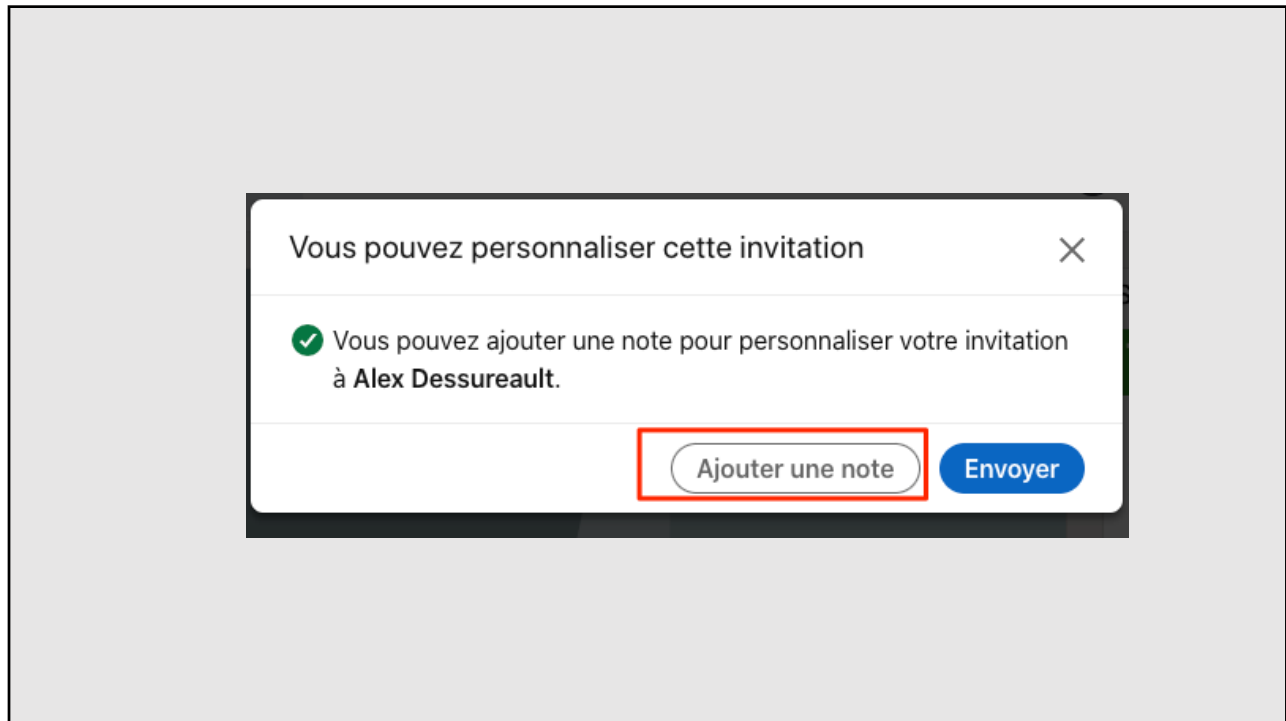 Vous pouvez personnaliser cette invitation
Vous pouvez ajouter une note pour personnaliser votre invitation
à Alex Dessureault.
Ajouter une note
Envoyer